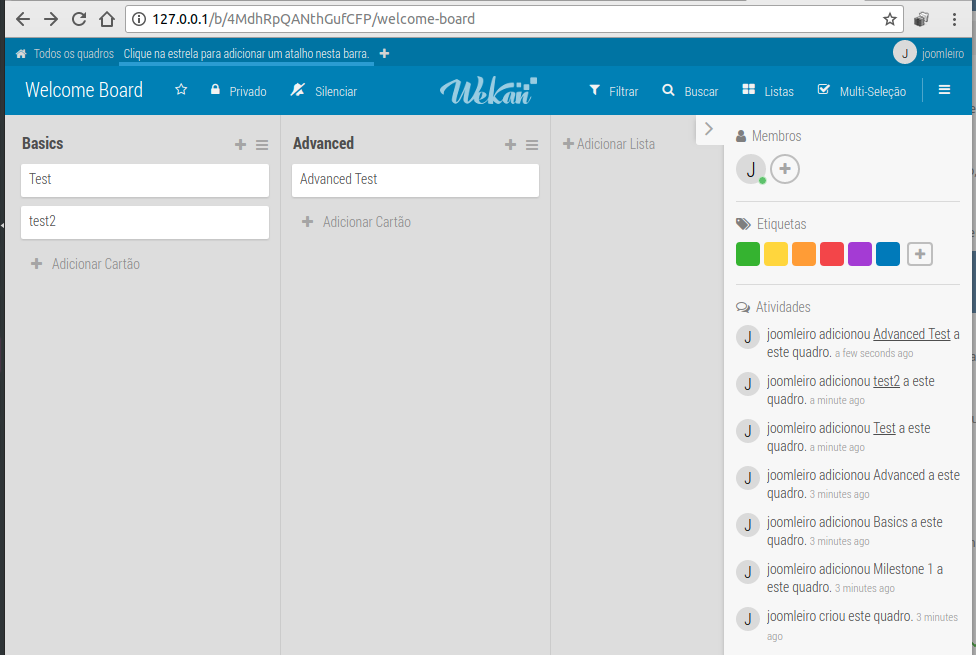 127.0.0.1/b/4MdhRpQANthGufCFP/welcome-board
Todos os quadros Clique na estrela para adicionar um atalho nesta barra. J joomleiro
Welcome Board Privado Silenciar Wekan Filtrar Buscar Listas Multi-Seleção
Basics
Test
test2
Adicionar Cartão
Advanced
Advanced Test
Adicionar Cartão
Adicionar Lista
Membros
J
Etiquetas
Atividades
J joomleiro adicionou Advanced Test a
este quadro. a few seconds ago
J joomleiro adicionou test2 a este
quadro. a minute ago
J joomleiro adicionou Test a este
quadro. a minute ago
J joomleiro adicionou Advanced a este
quadro. 3 minutes ago
J joomleiro adicionou Basics a este
quadro. 3 minutes ago
J joomleiro adicionou Milestone 1 a
este quadro. 3 minutes ago
J joomleiro criou este quadro. 3 minutes
ago